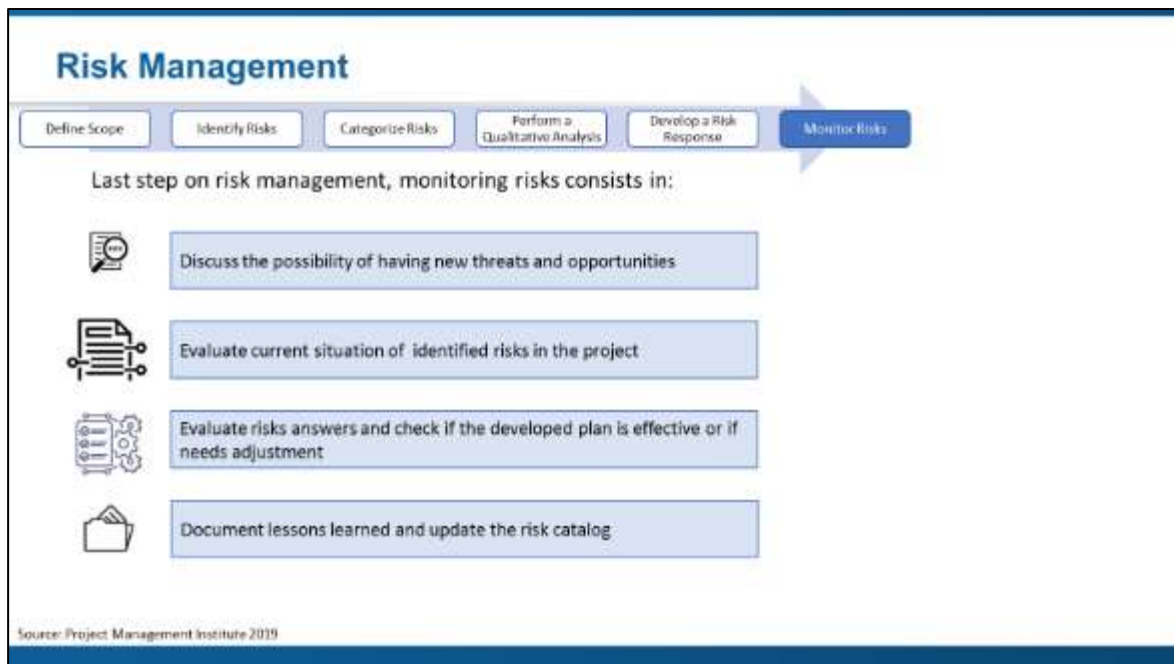 Risk Management
Define Scope
Identify Risks
Categorize Risks
Perform a
Qualitative Analysis
Develop a Risk
Response
Monitor Risks
Last step on risk management, monitoring risks consists in:
Discuss the possibility of having new threats and opportunities
Evaluate current situation of identified risks in the project
Evaluate risks answers and check if the developed plan is effective or if
needs adjustment
Document lessons learned and update the risk catalog
Source: Project Management Institute 2019